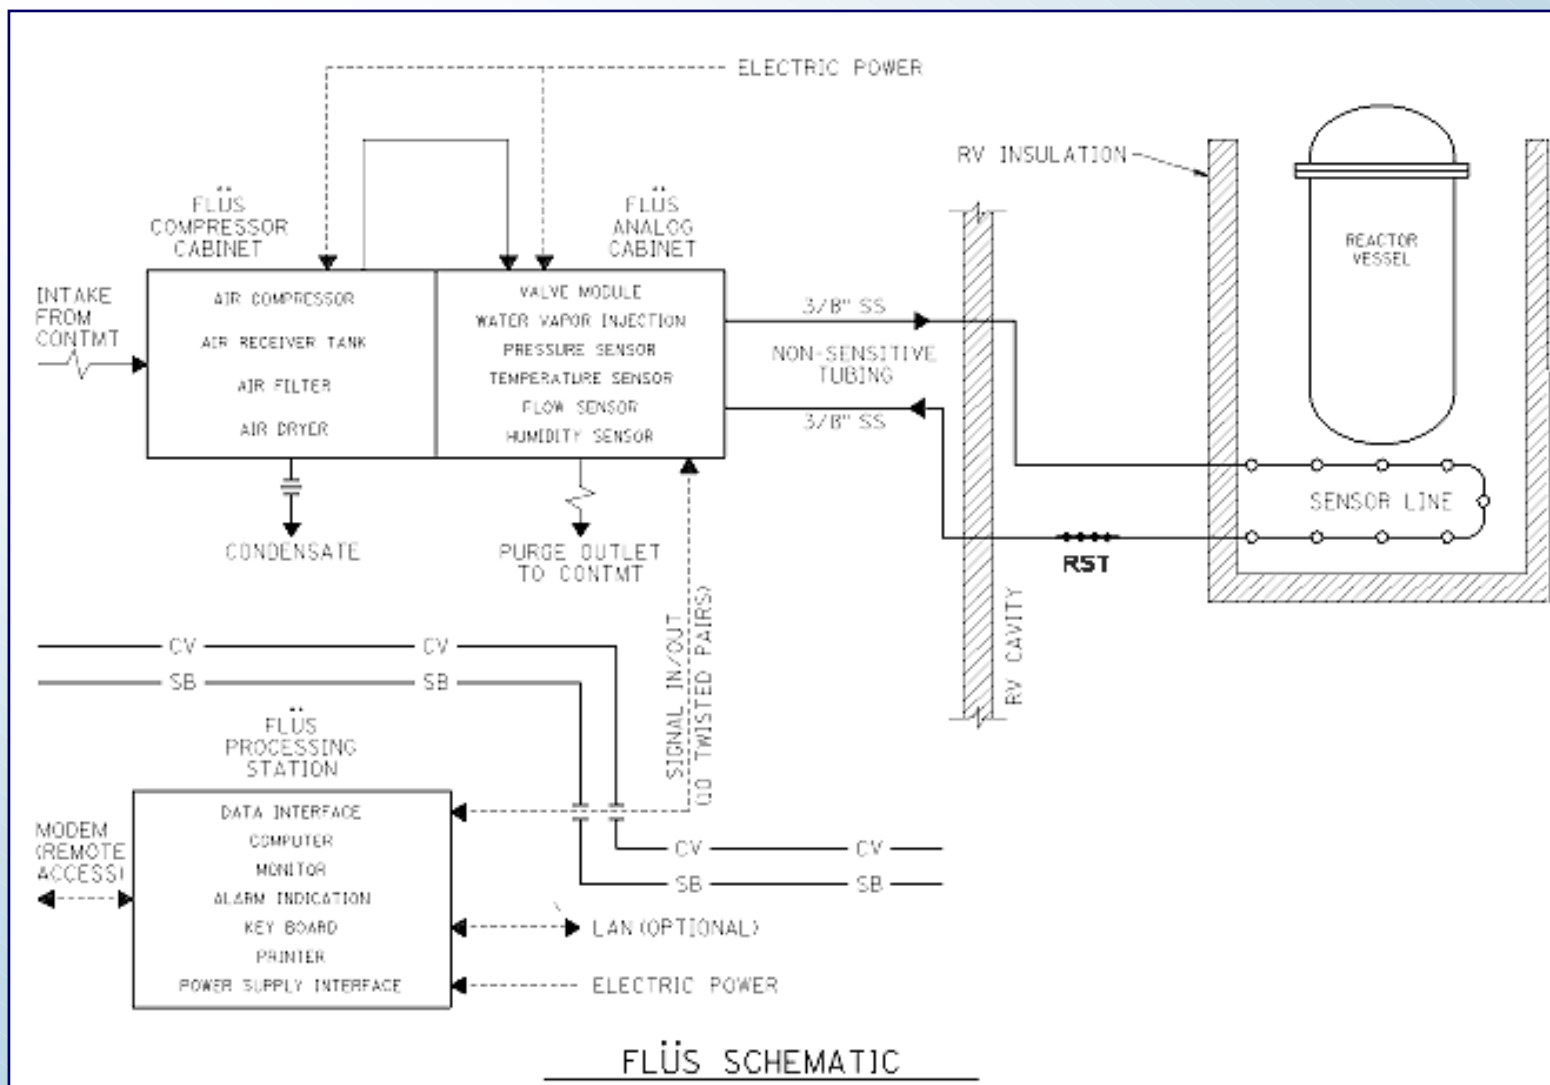 ELECTRIC POWER
RV INSULATION
REACTOR
VESSEL
FLÜS
COMPRESSOR
CABINET
FLÜS
ANALOG
CABINET
INTAKE
FROM
CONTMT
AIR COMPRESSOR
AIR RECEIVER TANK
AIR FILTER
AIR DRYER
VALVE MODULE
WATER VAPOR INJECTION
PRESSURE SENSOR
TEMPERATURE SENSOR
FLOW SENSOR
HUMIDITY SENSOR
3/8" SS
NON-SENSITIVE
TUBING
3/8" SS
SENSOR LINE
RST
CONDENSATE
PURGE OUTLET
TO CONTMT
SIGNAL IN/OUT
(10 TWISTED PAIRS)
RV CAVITY
CV CV
SB SB
FLÜS
PROCESSING
STATION
MODEM
(REMOTE
ACCESS)
DATA INTERFACE
COMPUTER
MONITOR
ALARM INDICATION
KEY BOARD
PRINTER
POWER SUPPLY INTERFACE
CV CV
SB SB
LAN (OPTIONAL)
ELECTRIC POWER
FLÜS SCHEMATIC